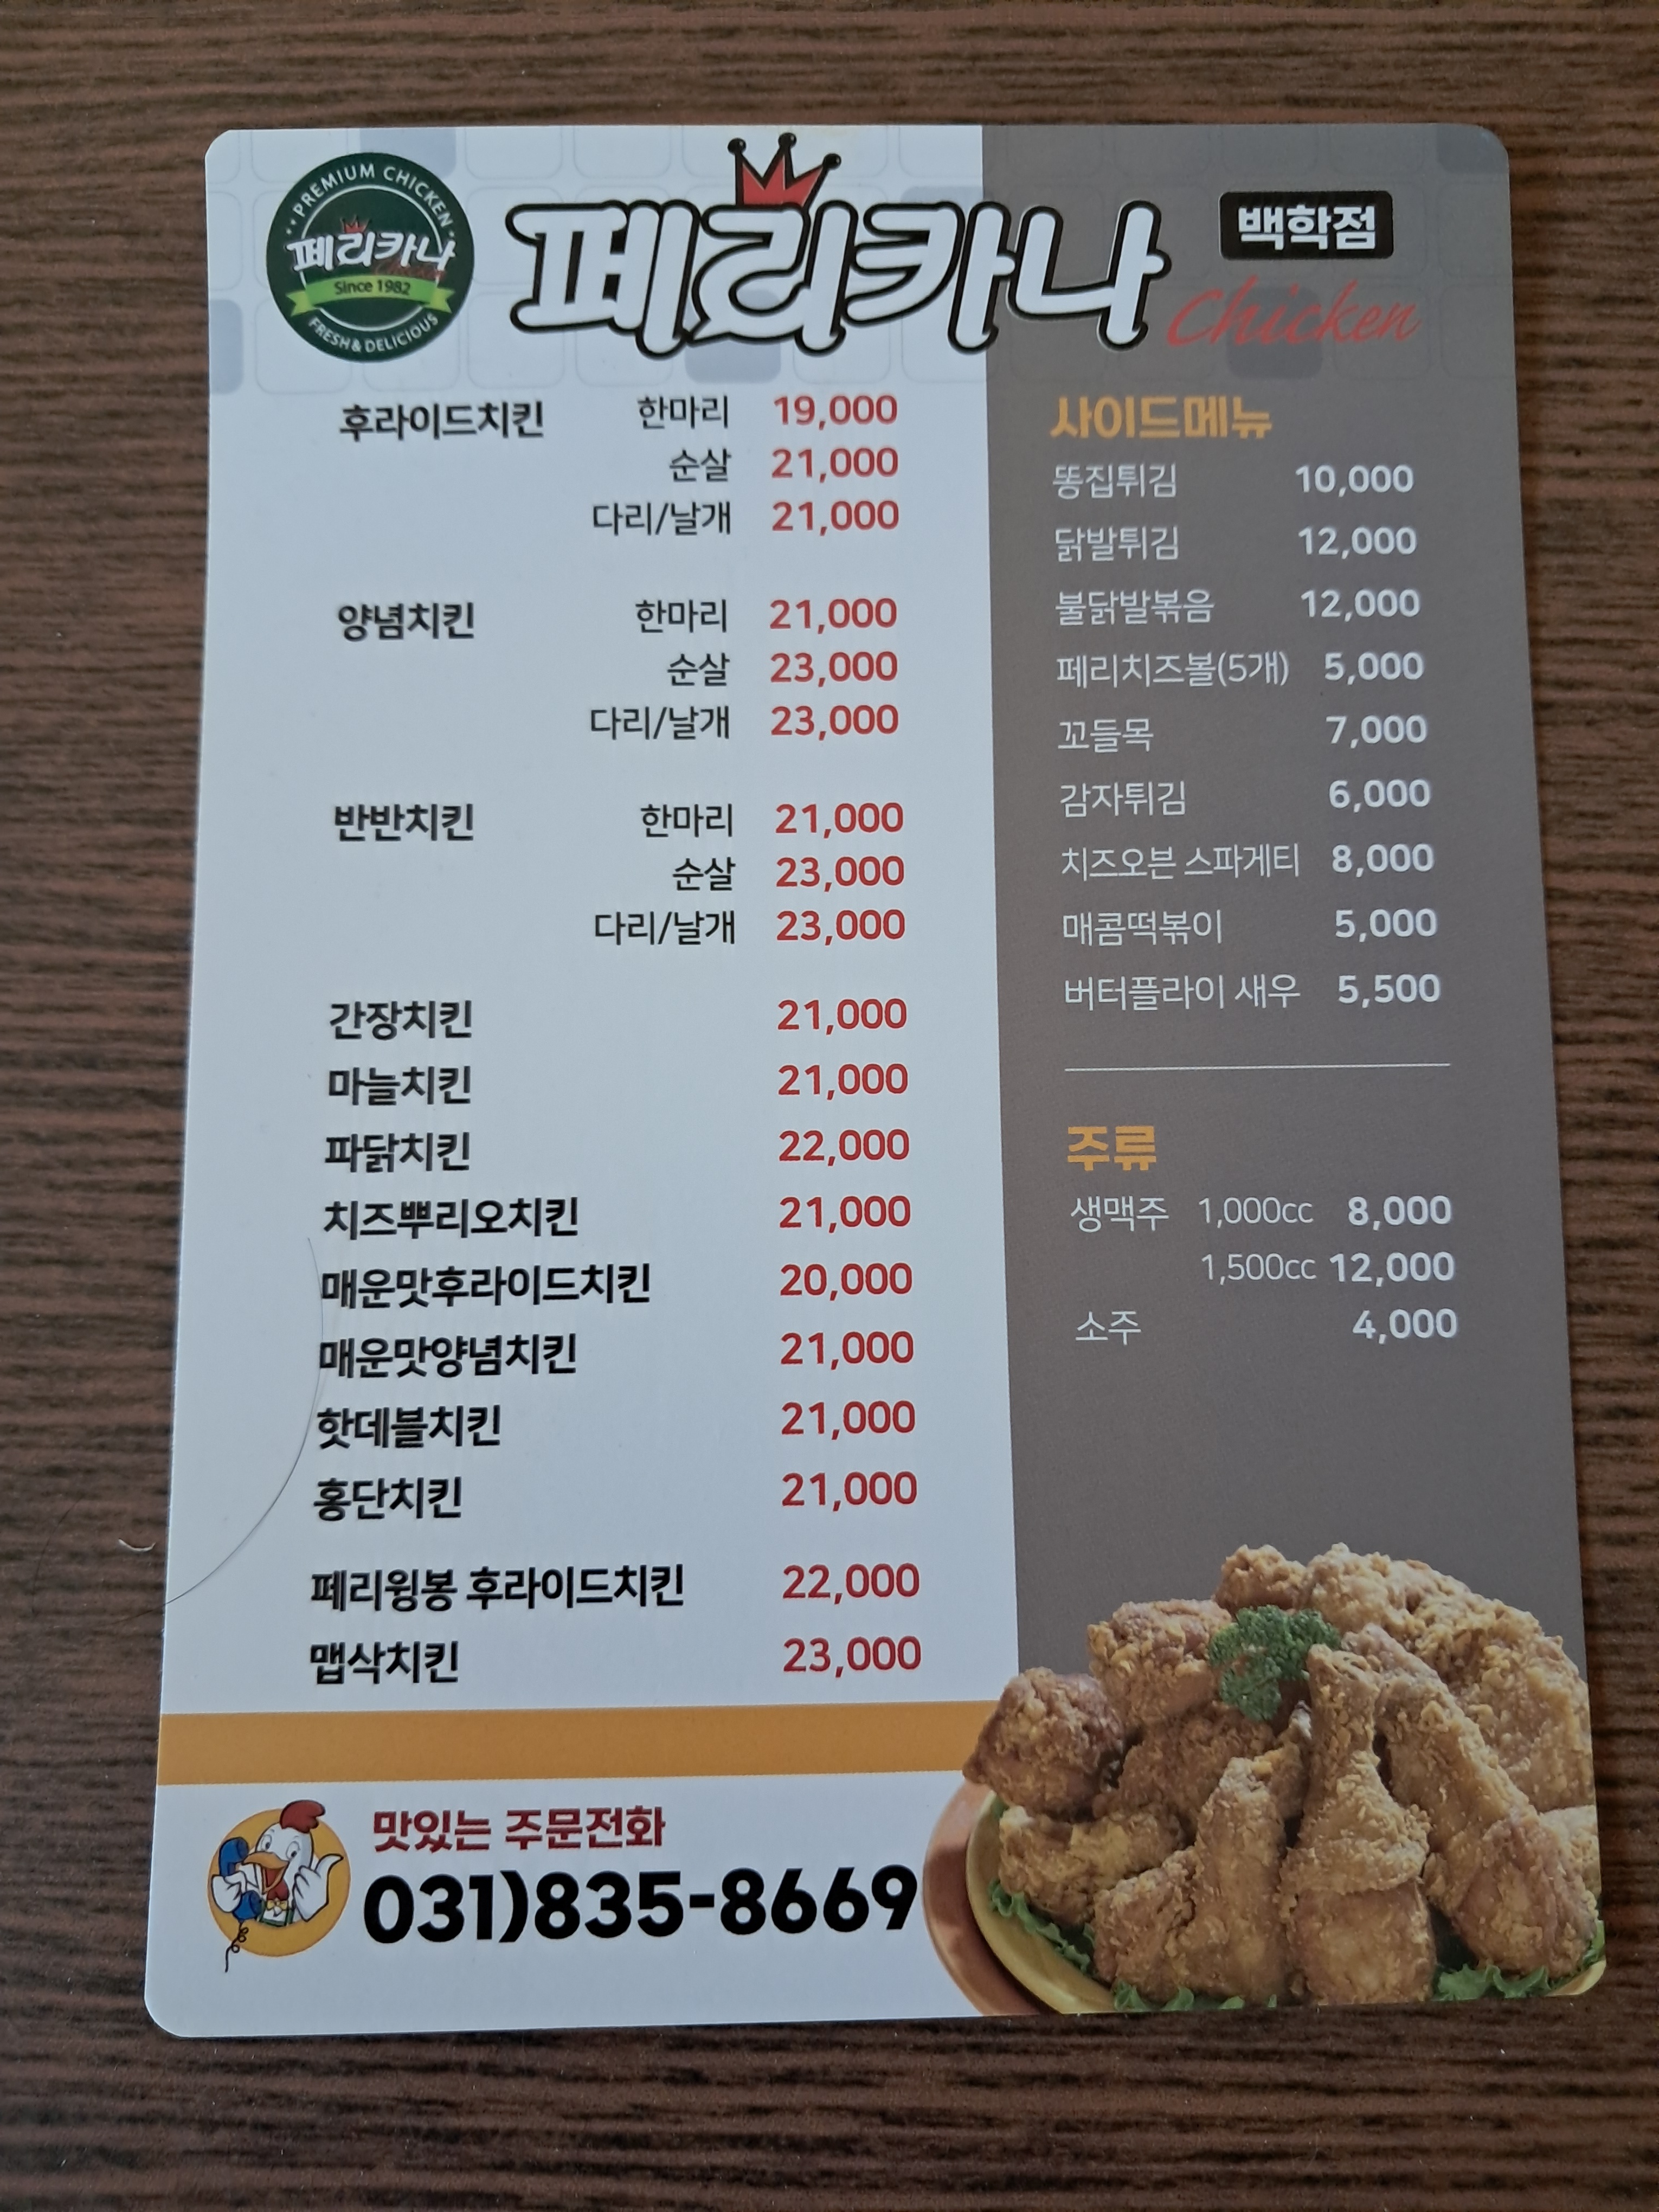 PREMIUM CHICKEN
페리카나
Since 1982
FRESH & DELICIOUS
페리카나
백학점
Chicken
후라이드치킨 한마리 19,000
순살 21,000
다리/날개 21,000
양념치킨 한마리 21,000
순살 23,000
다리/날개 23,000
반반치킨 한마리 21,000
순살 23,000
다리/날개 23,000
간장치킨 21,000
마늘치킨 21,000
파닭치킨 22,000
치즈뿌리오치킨 21,000
매운맛후라이드치킨 20,000
매운맛양념치킨 21,000
핫데블치킨 21,000
홍단치킨 21,000
페리윙봉 후라이드치킨 22,000
맵삭치킨 23,000
맛있는 주문전화
031)835-8669
사이드메뉴
똥집튀김 10,000
닭발튀김 12,000
불닭발볶음 12,000
페리치즈볼(5개) 5,000
꼬들목 7,000
감자튀김 6,000
치즈오븐 스파게티 8,000
매콤떡볶이 5,000
버터플라이 새우 5,500
주류
생맥주 1,000cc 8,000
1,500cc 12,000
소주 4,000